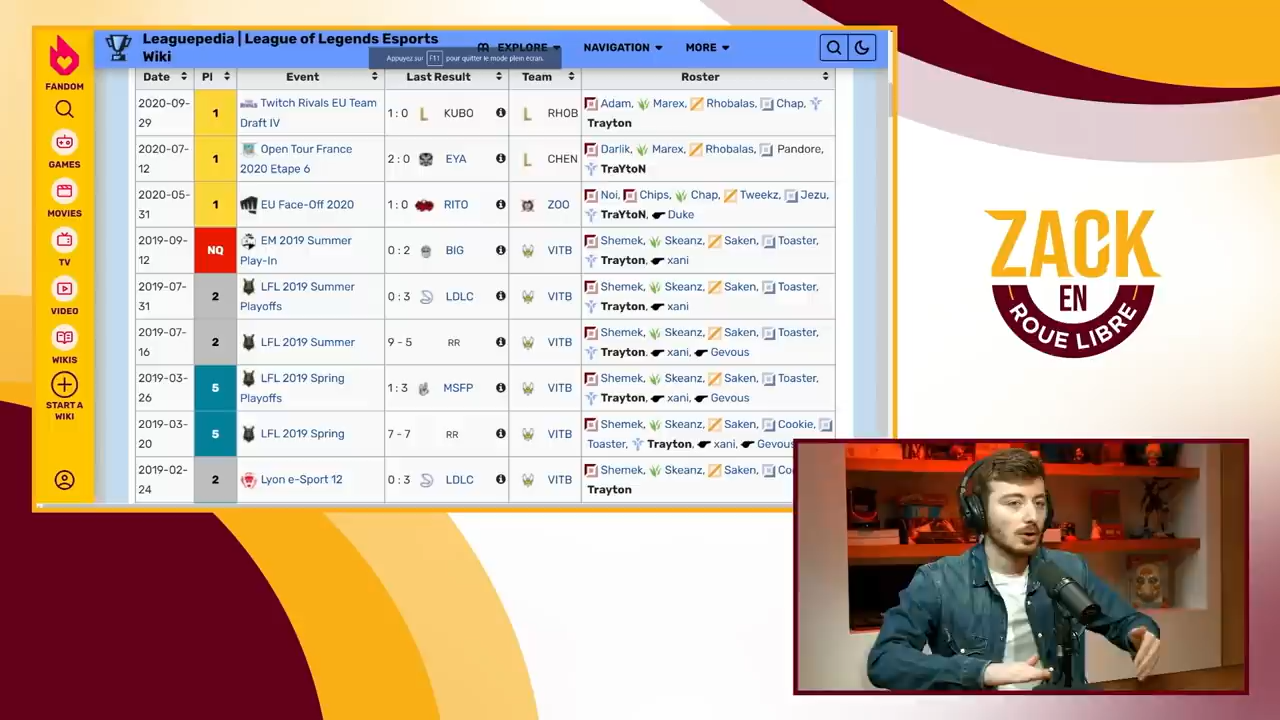 Leaguepedia | League of Legends Esports
Wiki
EXPLORE
NAVIGATION
MORE
Appuyez sur F11 pour quitter le mode plein écran.
FANDOM
GAMES
MOVIES
TV
VIDEO
WIKIS
START A
WIKI
Date Pl Event Last Result Team Roster
2020-09-
29
1
Twitch Rivals EU Team
Draft IV
1 : 0 KUBO
RHOB
Adam, Marex, Rhobalas, Chap,
Trayton
2020-07-
12
1
Open Tour France
2020 Etape 6
2 : 0 EYA
CHEN
Darlik, Marex, Rhobalas, Pandore,
TraYtoN
2020-05-
31
1
EU Face-Off 2020
1 : 0 RITO
ZOO
Noi, Chips, Chap, Tweekz, Jezu,
TraYtoN, Duke
2019-09-
12
NQ
EM 2019 Summer
Play-In
0 : 2 BIG
VITB
Shemek, Skeanz, Saken, Toaster,
Trayton, xani
2019-07-
31
2
LFL 2019 Summer
Playoffs
0 : 3 LDLC
VITB
Shemek, Skeanz, Saken, Toaster,
Trayton, xani
2019-07-
16
2
LFL 2019 Summer
9 - 5 RR
VITB
Shemek, Skeanz, Saken, Toaster,
Trayton, xani, Gevous
2019-03-
26
5
LFL 2019 Spring
Playoffs
1 : 3 MSFP
VITB
Shemek, Skeanz, Saken, Toaster,
Trayton, xani, Gevous
2019-03-
20
5
LFL 2019 Spring
7 - 7 RR
VITB
Shemek, Skeanz, Saken, Cookie,
Toaster, Trayton, xani, Gevous
2019-02-
24
2
Lyon e-Sport 12
0 : 3 LDLC
VITB
Shemek, Skeanz, Saken,
Trayton
ZACK
EN
ROUE LIBRE